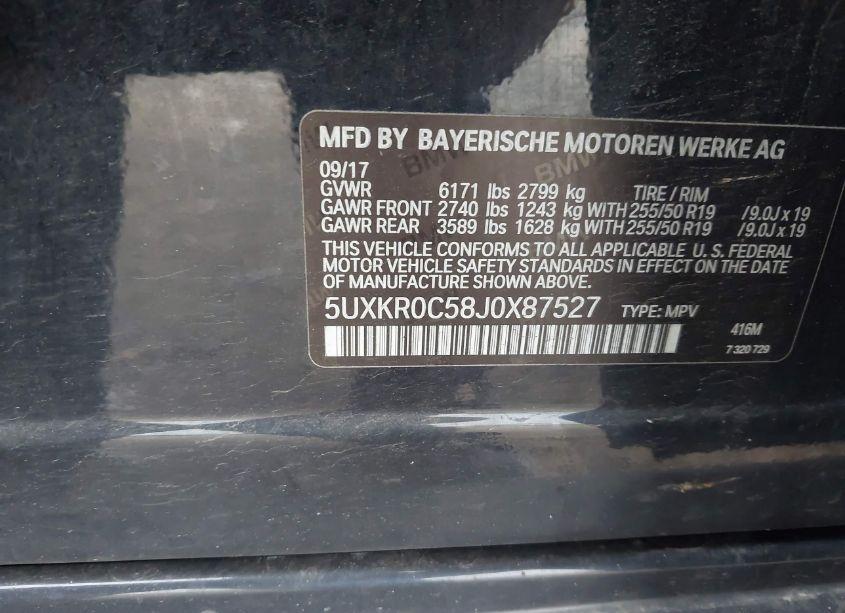 MFD BY BAYERISCHE MOTOREN WERKE AG
09/17
GVWR 6171 lbs 2799 kg TIRE / RIM
GAWR FRONT 2740 lbs 1243 kg WITH 255/50 R19 /9.0J x 19
GAWR REAR 3589 lbs 1628 kg WITH 255/50 R19 /9.0J x 19
THIS VEHICLE CONFORMS TO ALL APPLICABLE U.S. FEDERAL
MOTOR VEHICLE SAFETY STANDARDS IN EFFECT ON THE DATE
OF MANUFACTURE SHOWN ABOVE.
5UXKR0C58J0X87527 TYPE: MPV
416M
7 320 729